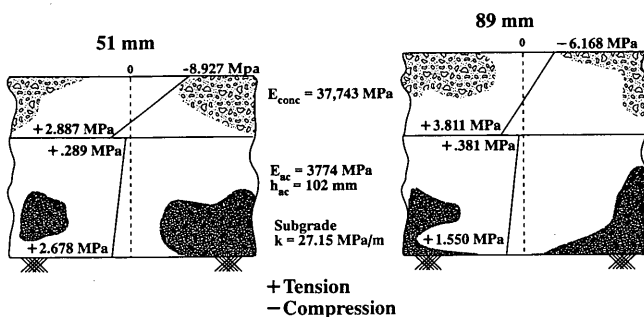 51 mm
0
-8.927 Mpa
+2.887 MPa
+.289 MPa
+2.678 MPa
E_conc = 37,743 MPa
E_ac = 3774 MPa
h_ac = 102 mm
Subgrade
k = 27.15 MPa/m
89 mm
0
-6.168 MPa
+3.811 MPa
+.381 MPa
+1.550 MPa
+Tension
-Compression